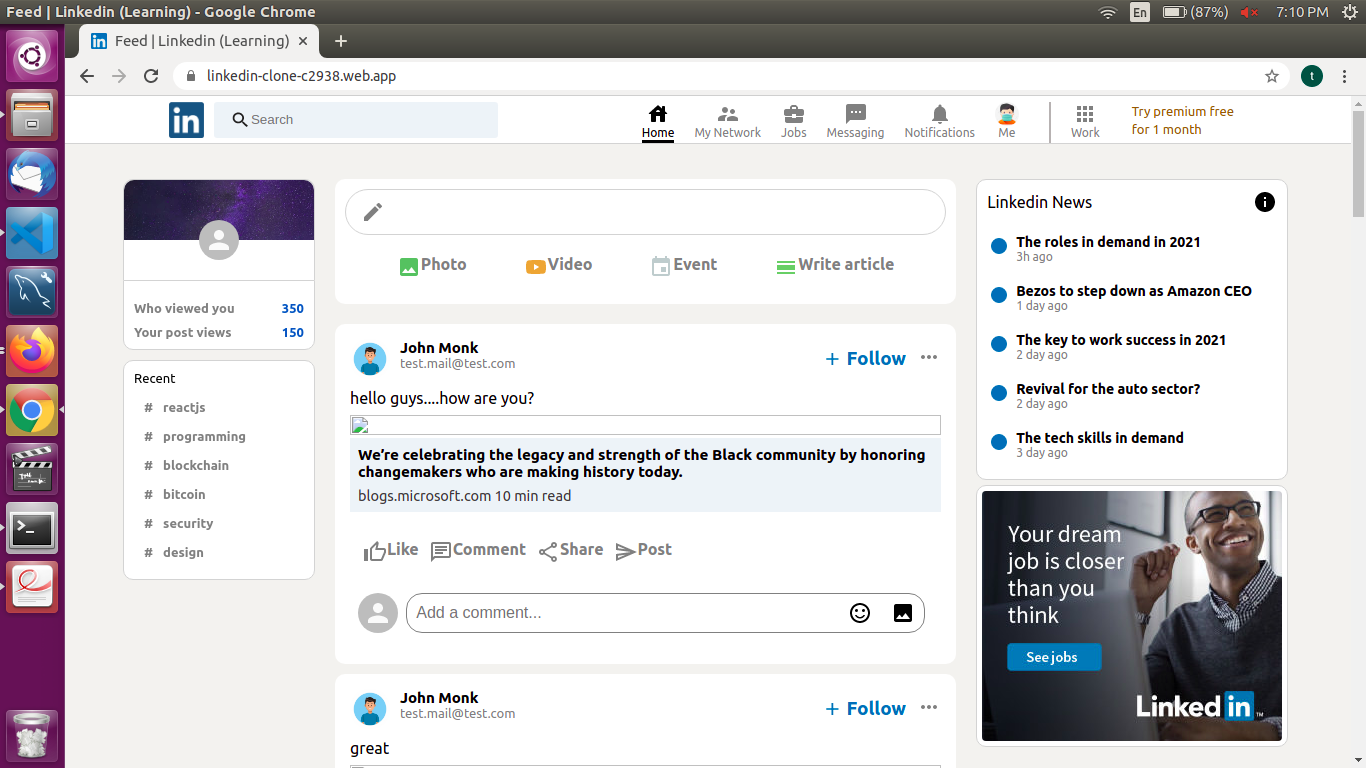 Feed | Linkedin (Learning) - Google Chrome
En
(87%)
7:10 PM
Feed | Linkedin (Learning)
linkedin-clone-c2938.web.app
t
in
Search
Home
My Network
Jobs
Messaging
Notifications
Me
Work
Try premium free
for 1 month
Who viewed you 350
Your post views 150
Recent
# reactjs
# programming
# blockchain
# bitcoin
# security
# design
Photo
Video
Event
Write article
John Monk
test.mail@test.com
+ Follow
hello guys....how are you?
We’re celebrating the legacy and strength of the Black community by honoring
changemakers who are making history today.
blogs.microsoft.com 10 min read
Like
Comment
Share
Post
Add a comment...
John Monk
test.mail@test.com
+ Follow
great
Linkedin News
The roles in demand in 2021
3h ago
Bezos to step down as Amazon CEO
1 day ago
The key to work success in 2021
2 day ago
Revival for the auto sector?
2 day ago
The tech skills in demand
3 day ago
Your dream
job is closer
than you
think
See jobs
Linked in ™